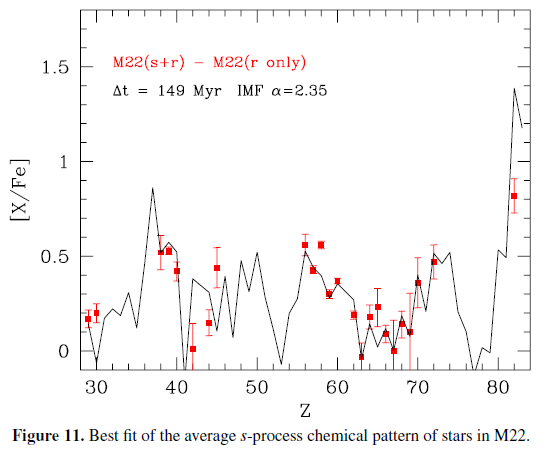 M22(s+r) − M22(r only)
Δt = 149 Myr IMF α=2.35
[X/Fe]
1.5
1
0.5
0
30 40 50 60 70 80
Z
Figure 11. Best fit of the average s-process chemical pattern of stars in M22.